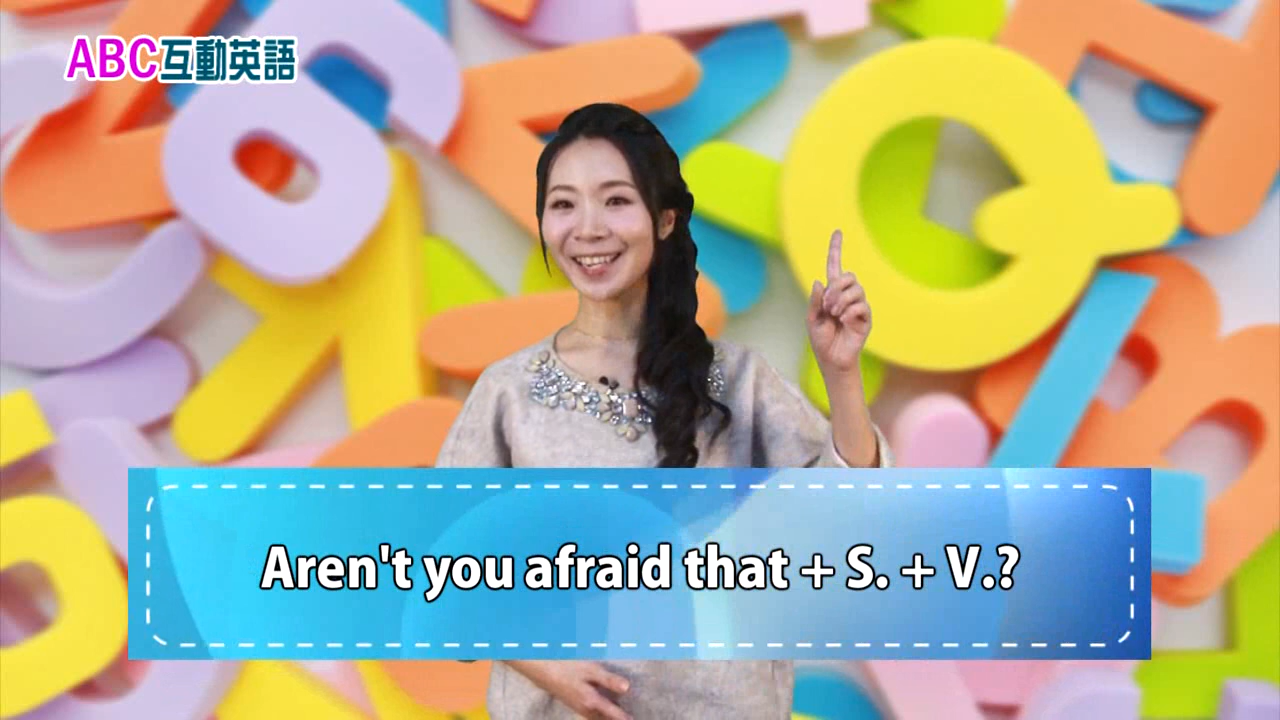 ABC互動英語
Aren't you afraid that + S. + V.?